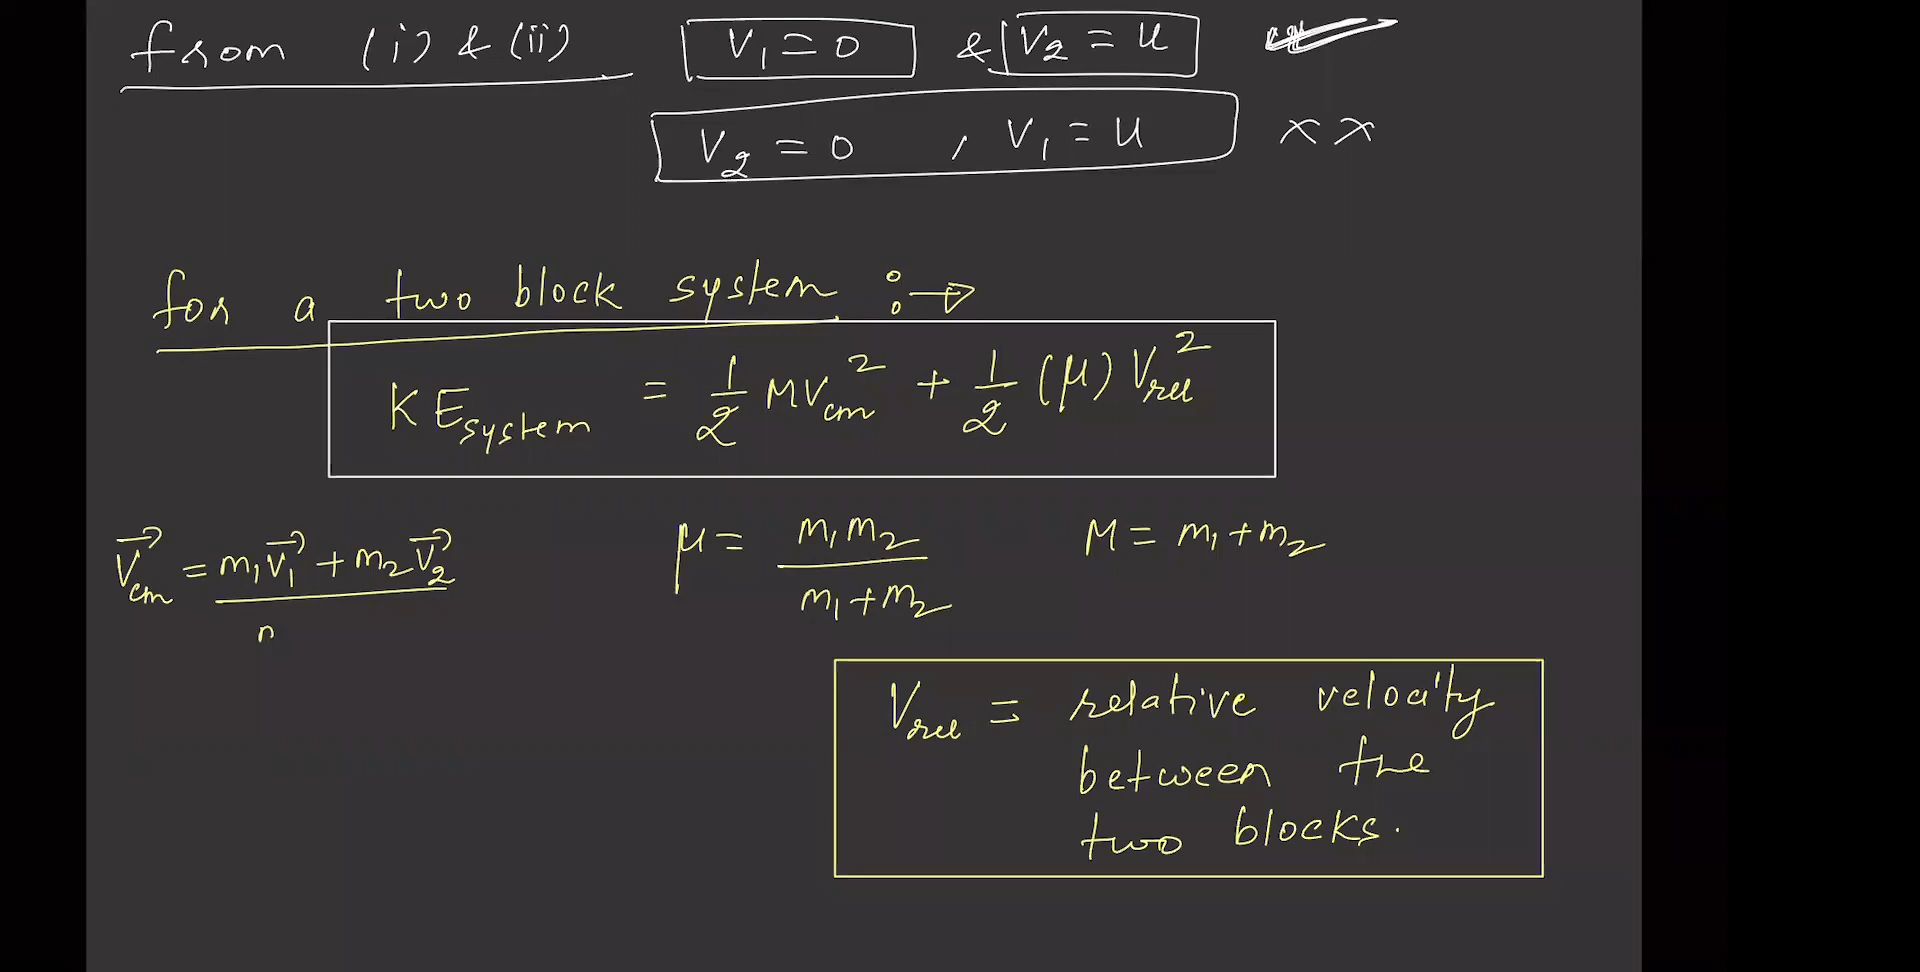 from (i) & (ii) V₁ = 0 & V₂ = u
V₂ = 0 , V₁ = u ××
for a two block system :→
KE_system = 1/2 MV_cm² + 1/2 (μ) V_rel²
V⃗_cm = m₁V⃗₁ + m₂V⃗₂ / n
μ = m₁m₂ / m₁+m₂
M = m₁+m₂
V_rel = relative velocity
between the
two blocks.